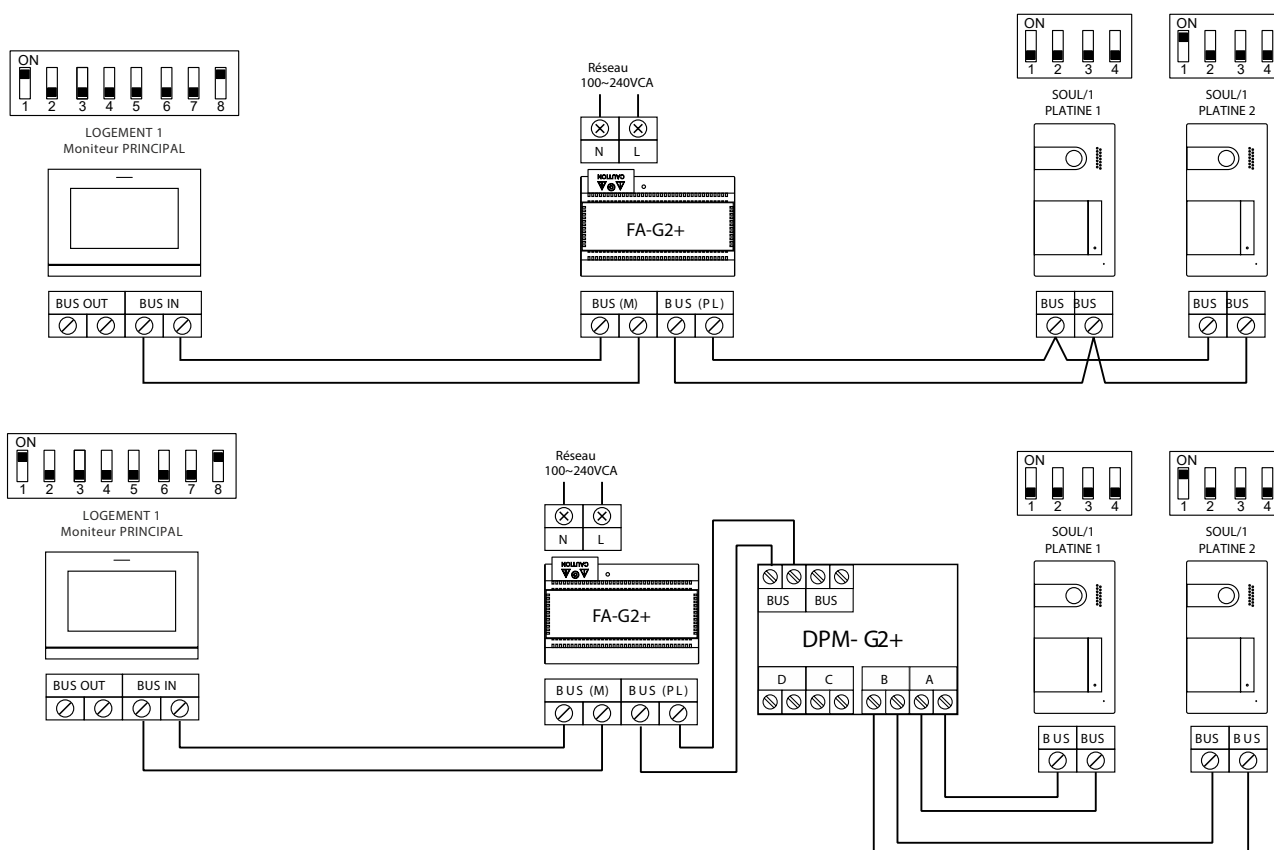 ON
1 2 3 4 5 6 7 8
LOGEMENT 1
Moniteur PRINCIPAL
BUS OUT BUS IN
Réseau
100~240VCA
N L
CAUTION
FA-G2+
BUS (M) BUS (PL)
ON
1 2 3 4
SOUL/1
PLATINE 1
BUS BUS
ON
1 2 3 4
SOUL/1
PLATINE 2
BUS BUS
ON
1 2 3 4 5 6 7 8
LOGEMENT 1
Moniteur PRINCIPAL
BUS OUT BUS IN
Réseau
100~240VCA
N L
CAUTION
FA-G2+
BUS (M) BUS (PL)
BUS BUS
DPM- G2+
D C B A
ON
1 2 3 4
SOUL/1
PLATINE 1
BUS BUS
ON
1 2 3 4
SOUL/1
PLATINE 2
BUS BUS